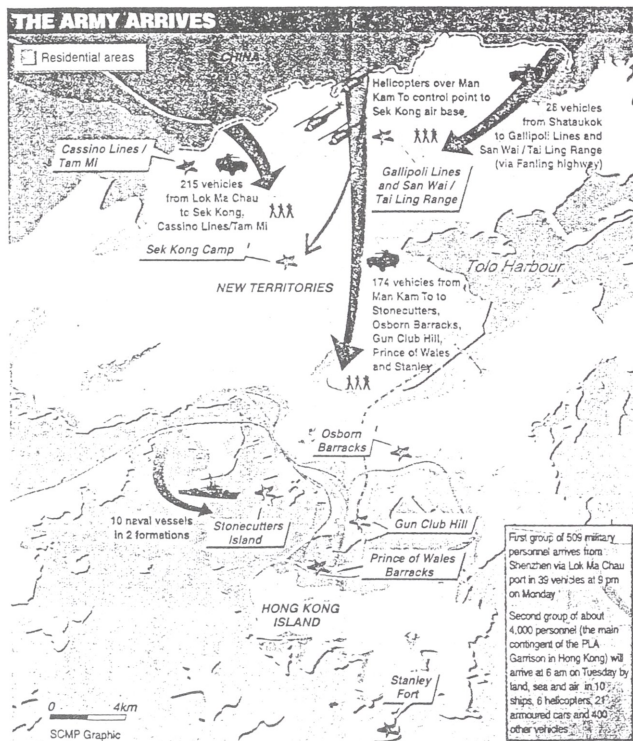 THE ARMY ARRIVES
Residential areas
CHINA
Helicopters over Man
Kam To control point to
Sek Kong air base
28 vehicles
from Shataukok
to Gallipoli Lines and
San Wai / Tai Ling Range
(via Fanling highway)
Cassino Lines /
Tam Mi
215 vehicles
from Lok Ma Chau
to Sek Kong,
Cassino Lines/Tam Mi
Gallipoli Lines
and San Wai /
Tai Ling Range
Sek Kong Camp
NEW TERRITORIES
Tolo Harbour
174 vehicles from
Man Kam To to
Stonecutters,
Osborn Barracks,
Gun Club Hill,
Prince of Wales
and Stanley
Osborn
Barracks
10 naval vessels
in 2 formations
Stonecutters
Island
Gun Club Hill
Prince of Wales
Barracks
HONG KONG
ISLAND
Stanley
Fort
First group of 509 military
personnel arrives from
Shenzhen via Lok Ma Chau
port in 39 vehicles at 9 pm
on Monday
Second group of about
4,000 personnel (the main
contingent of the PLA
Garrison in Hong Kong) will
arrive at 6 am on Tuesday by
land, sea and air in 10
ships, 6 helicopters, 21
armoured cars and 400
other vehicles
0 4km
SCMP Graphic